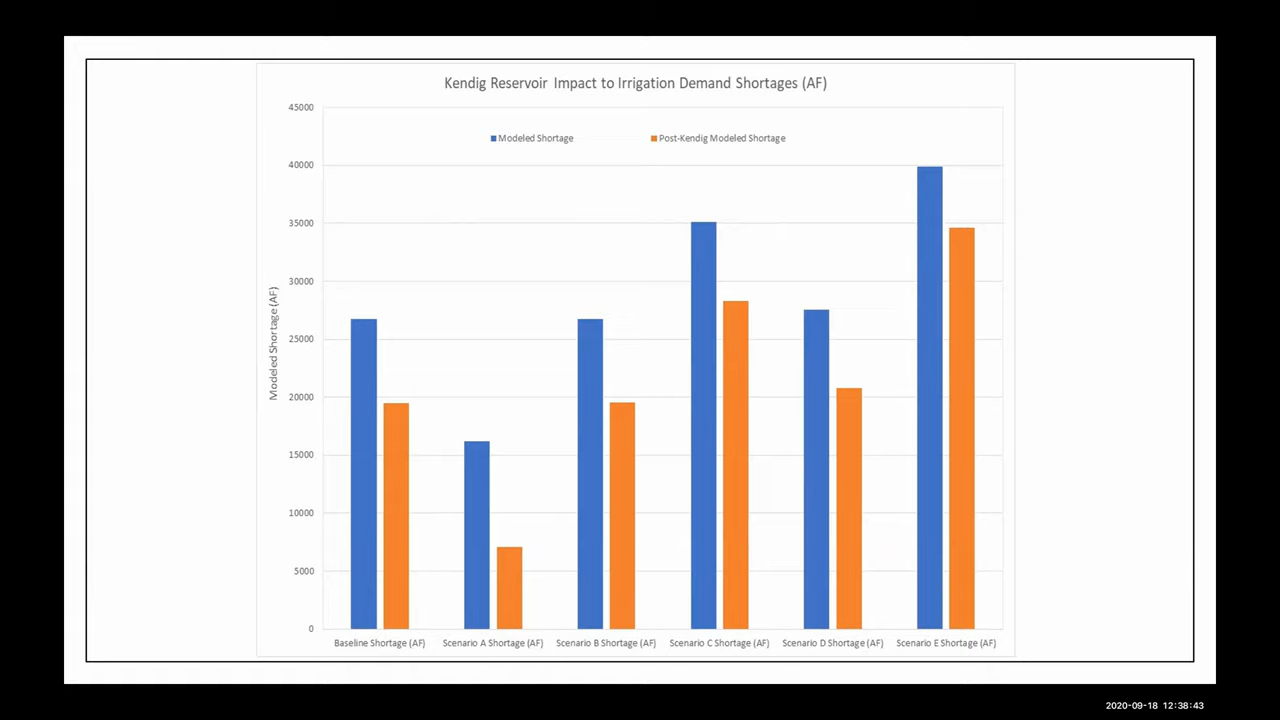 Kendig Reservoir Impact to Irrigation Demand Shortages (AF)
45000
Modeled Shortage Post-Kendig Modeled Shortage
40000
35000
30000
25000
20000
15000
10000
5000
0
Modeled Shortage (AF)
Baseline Shortage (AF) Scenario A Shortage (AF) Scenario B Shortage (AF) Scenario C Shortage (AF) Scenario D Shortage (AF) Scenario E Shortage (AF)
2020-09-18 12:38:43